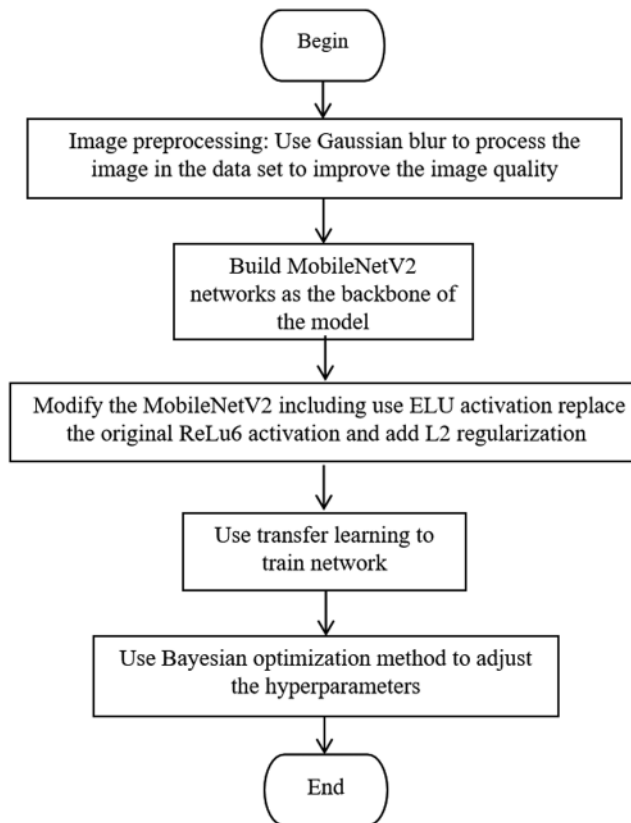 Begin
Image preprocessing: Use Gaussian blur to process the
image in the data set to improve the image quality
Build MobileNetV2
networks as the backbone of
the model
Modify the MobileNetV2 including use ELU activation replace
the original ReLu6 activation and add L2 regularization
Use transfer learning to
train network
Use Bayesian optimization method to adjust
the hyperparameters
End